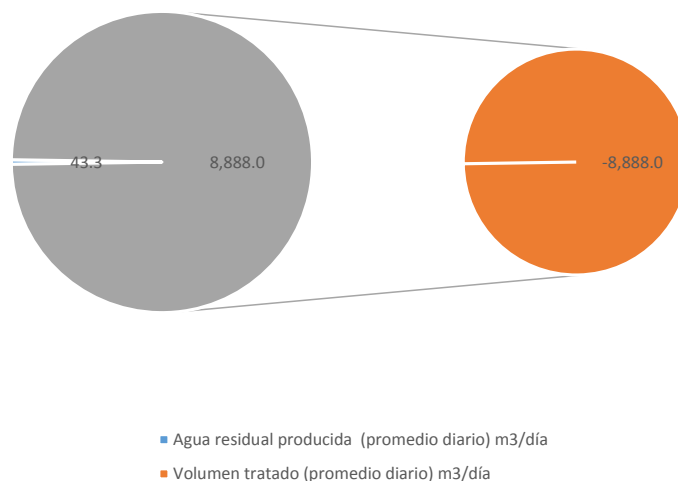 43.3
8,888.0
-8,888.0
Agua residual producida (promedio diario) m3/día
Volumen tratado (promedio diario) m3/día